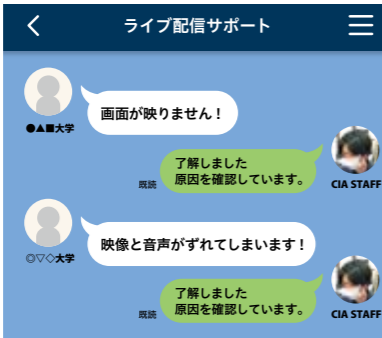 ライブ配信サポート
画面が映りません！
●▲■大学
了解しました
原因を確認しています。
既読
CIA STAFF
映像と音声がずれてしまいます！
◎▽◇大学
了解しました
原因を確認しています。
既読
CIA STAFF